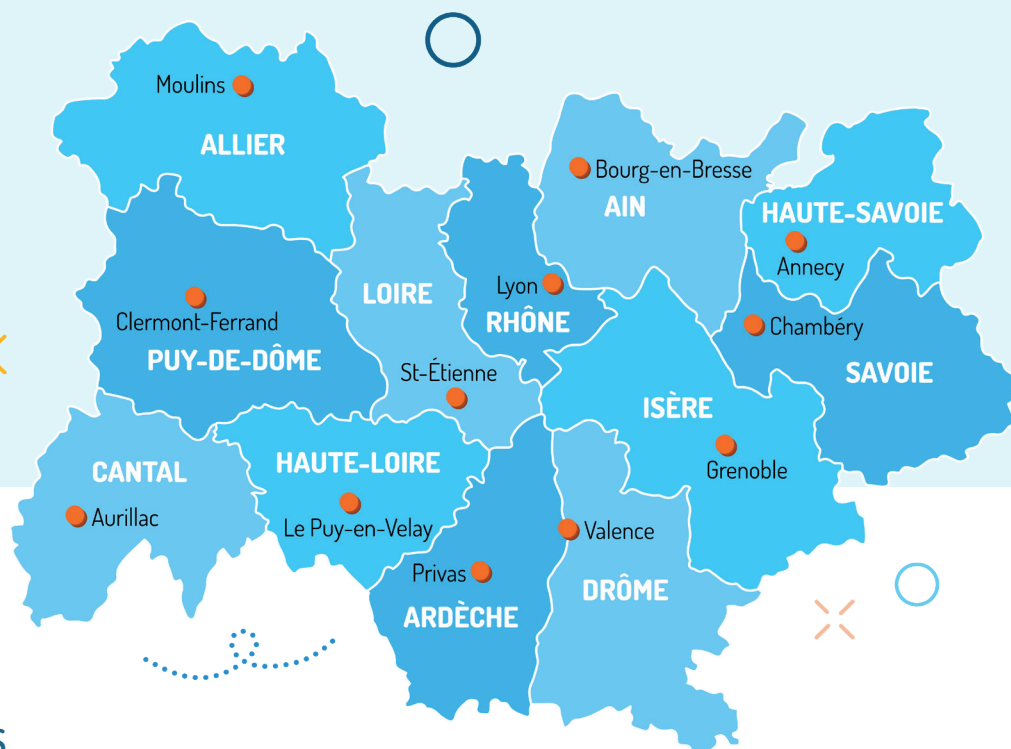 Moulins
ALLIER
Bourg-en-Bresse
AIN
HAUTE-SAVOIE
Annecy
LOIRE
Lyon
RHÔNE
Clermont-Ferrand
PUY-DE-DÔME
Chambéry
SAVOIE
St-Étienne
ISÈRE
Grenoble
CANTAL
Aurillac
HAUTE-LOIRE
Le Puy-en-Velay
Valence
Privas
DRÔME
ARDÈCHE